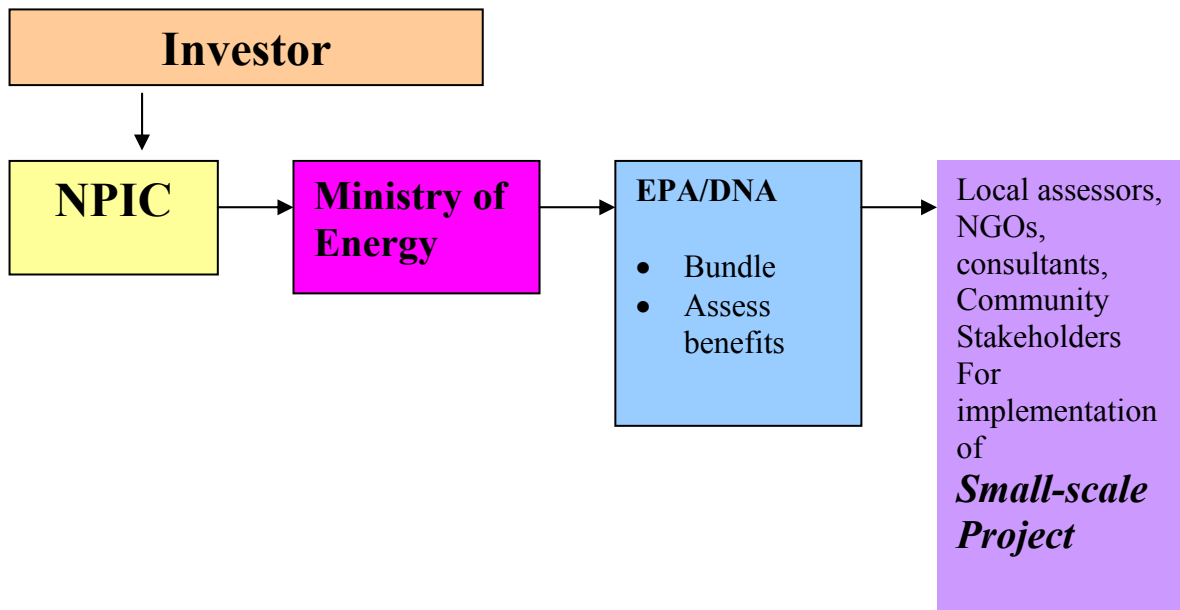 Investor
NPIC
Ministry of
Energy
EPA/DNA
• Bundle
• Assess
benefits
Local assessors,
NGOs,
consultants,
Community
Stakeholders
For
implementation
of
Small-scale
Project